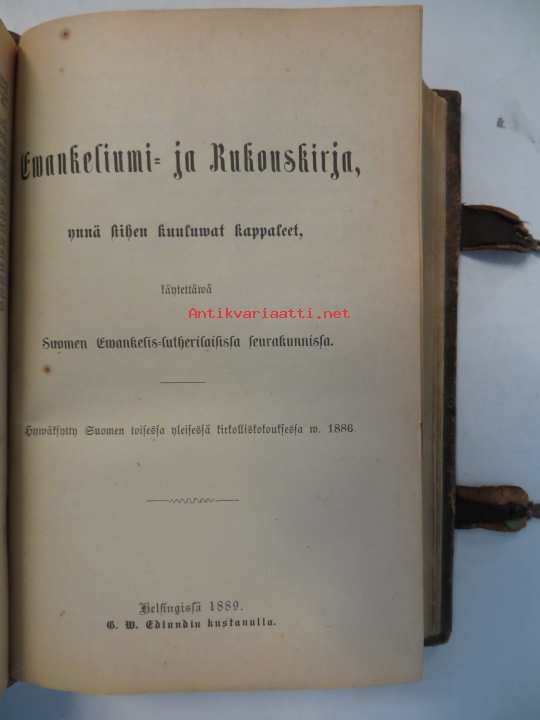 Ewankeliumi- ja Rukouskirja,
ynnä siihen kuuluwat kappaleet,
käytettäwä
Antikvariaatti.net
Suomen Ewankelis-lutherilaisissa seurakunnissa.
Hywäksytty Suomen toisessa yleisessä kirkolliskokouksessa w. 1886.
Helsingissä 1889.
G. W. Edlundin kustannulla.